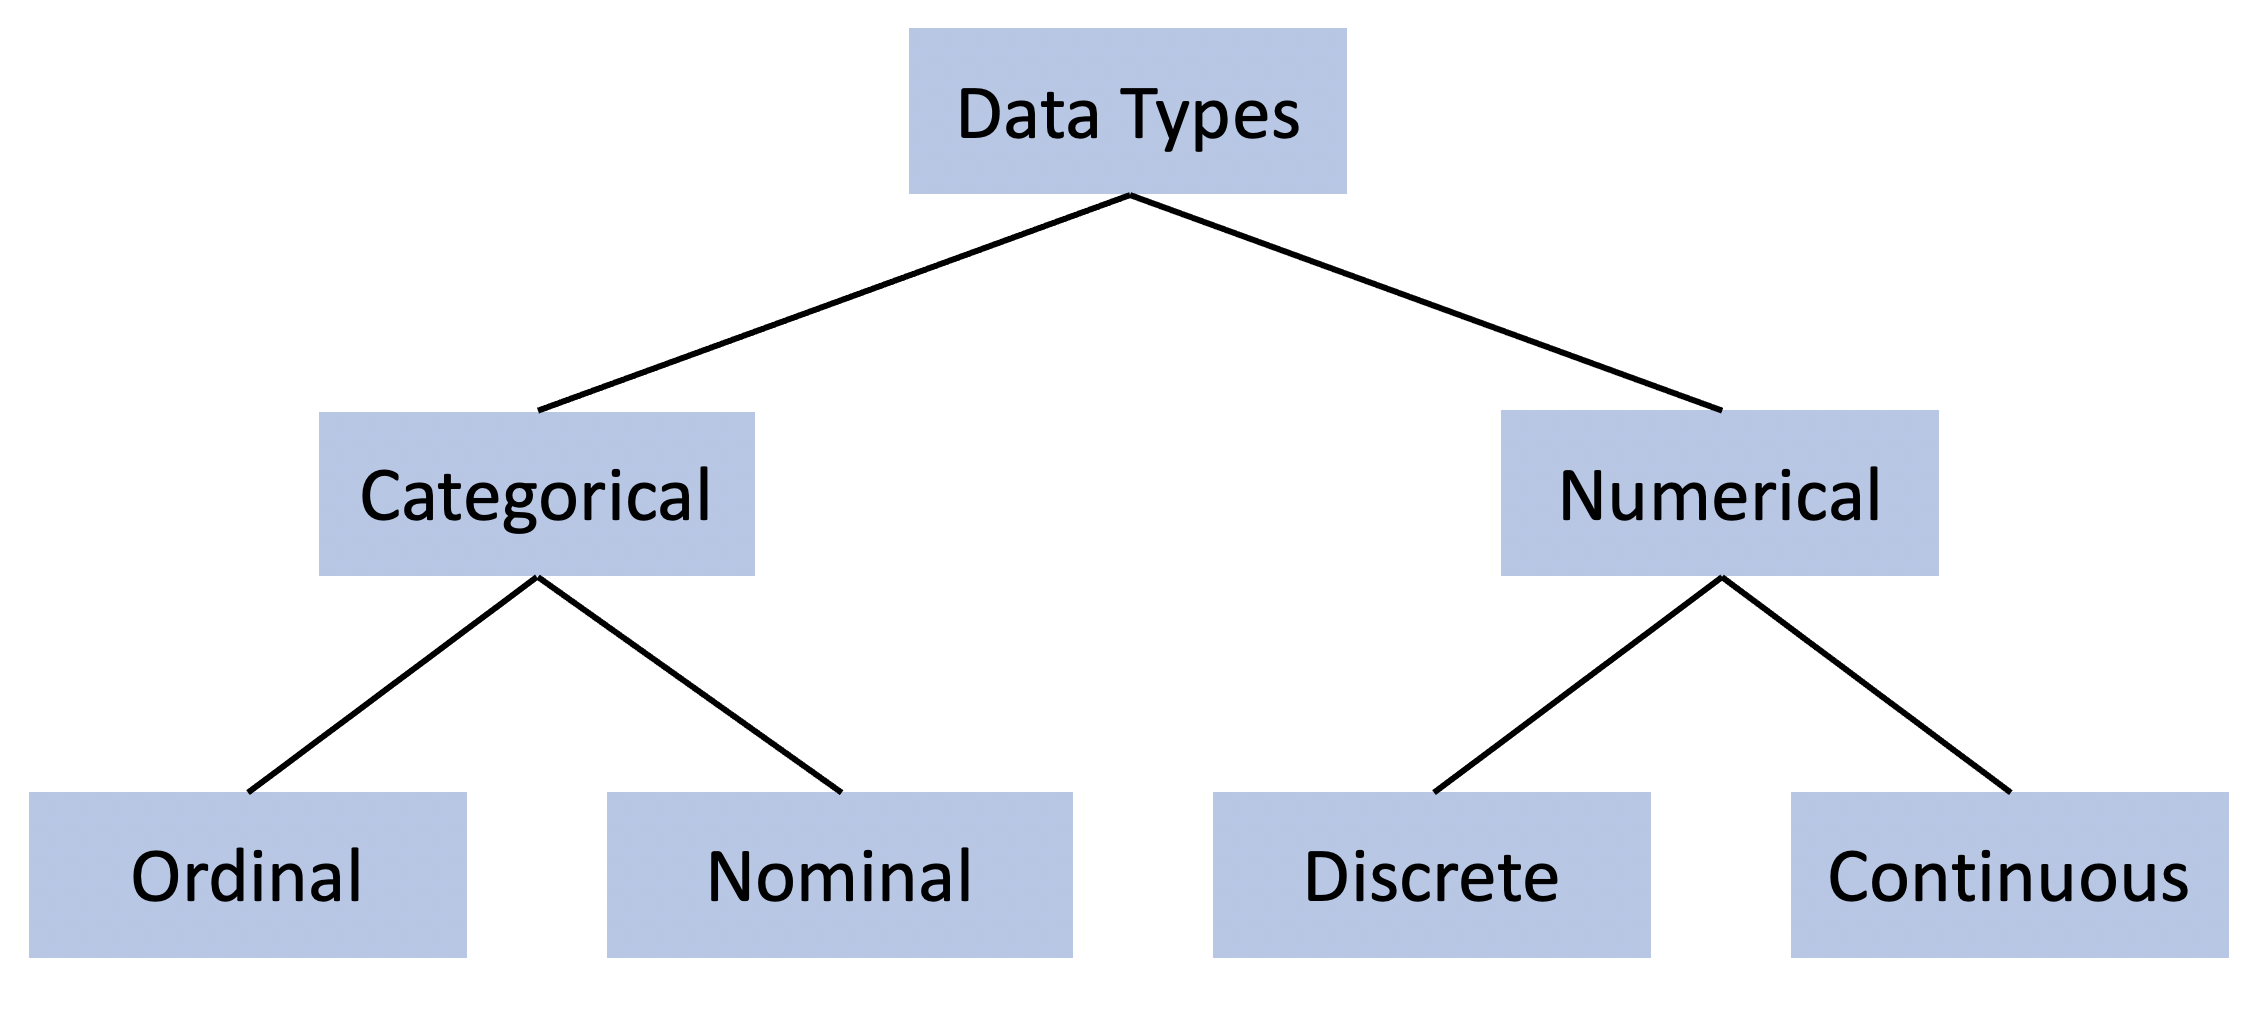 Data Types
Categorical
Numerical
Ordinal
Nominal
Discrete
Continuous